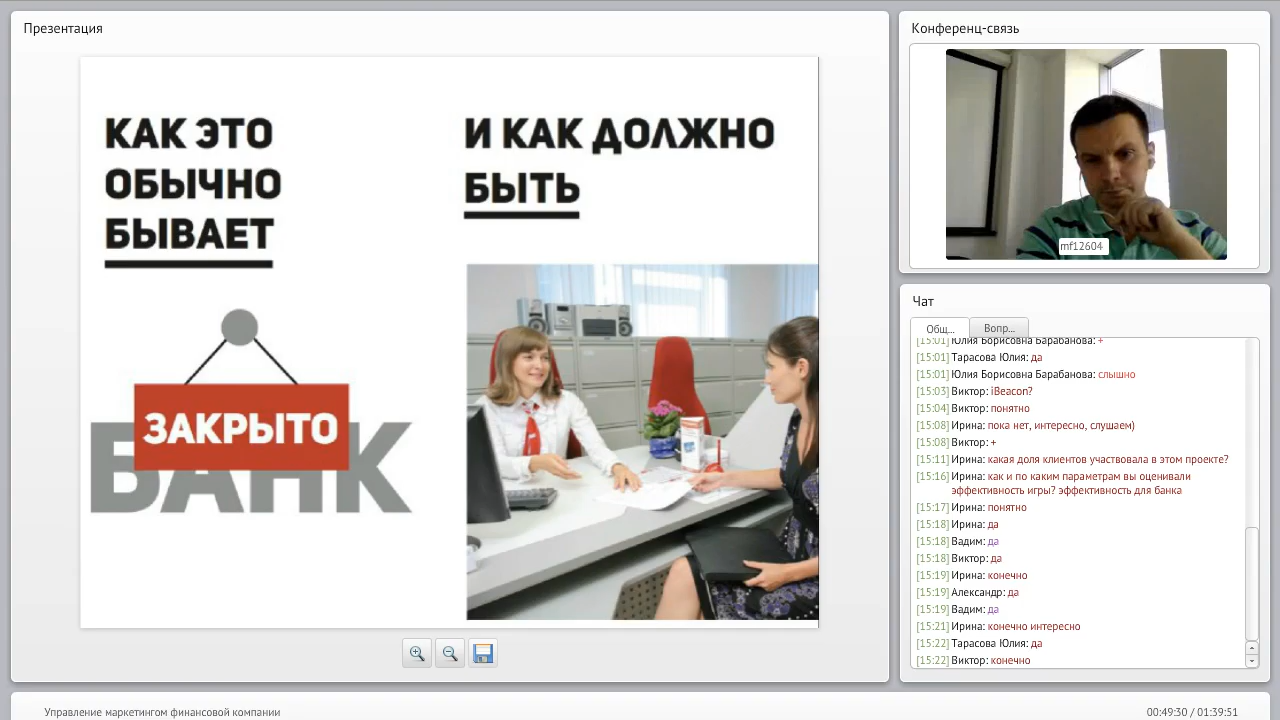 Презентация
КАК ЭТО
ОБЫЧНО
БЫВАЕТ
И КАК ДОЛЖНО
БЫТЬ
ЗАКРЫТО
БАНК
Конференц-связь
mf12604
Чат
Общ...
Вопр...
[15:01] Юлия Борисовна Барабанова: +
[15:01] Тарасова Юлия: да
[15:01] Юлия Борисовна Барабанова: слышно
[15:03] Виктор: iBeacon?
[15:04] Виктор: понятно
[15:08] Ирина: пока нет, интересно, слушаем)
[15:08] Виктор: +
[15:11] Ирина: какая доля клиентов участвовала в этом проекте?
[15:16] Ирина: как и по каким параметрам вы оценивали
эффективность игры? эффективность для банка
[15:17] Ирина: понятно
[15:18] Ирина: да
[15:18] Вадим: да
[15:18] Виктор: да
[15:19] Ирина: конечно
[15:19] Александр: да
[15:19] Вадим: да
[15:21] Ирина: конечно интересно
[15:22] Тарасова Юлия: да
[15:22] Виктор: конечно
Управление маркетингом финансовой компании
00:49:30 / 01:39:51